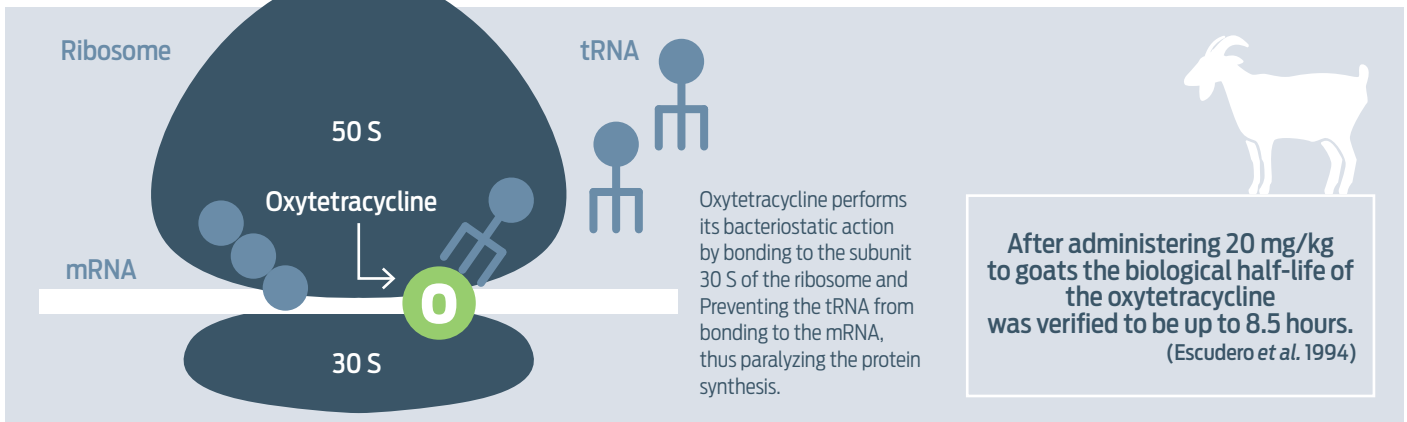 Ribosome
tRNA
50 S
Oxytetracycline
mRNA
O
30 S
Oxytetracycline performs
its bacteriostatic action
by bonding to the subunit
30 S of the ribosome and
Preventing the tRNA from
bonding to the mRNA,
thus paralyzing the protein
synthesis.
After administering 20 mg/kg
to goats the biological half-life of
the oxytetracycline
was verified to be up to 8.5 hours.
(Escudero et al. 1994)